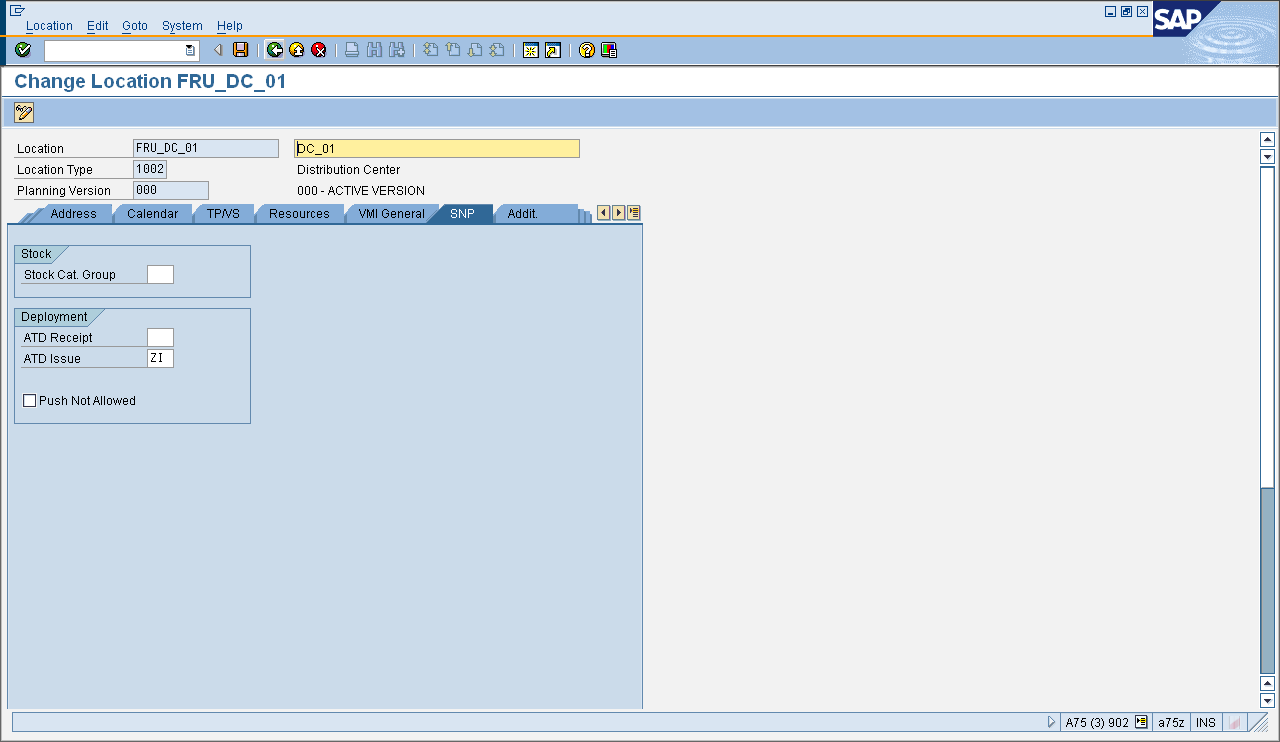 Location Edit Goto System Help
SAP
Change Location FRU_DC_01
Location FRU_DC_01 DC_01
Location Type 1002 Distribution Center
Planning Version 000 000 - ACTIVE VERSION
Address Calendar TP/VS Resources VMI General SNP Addit.
Stock
Stock Cat. Group
Deployment
ATD Receipt
ATD Issue ZI
Push Not Allowed
A75 (3) 902 a75z INS